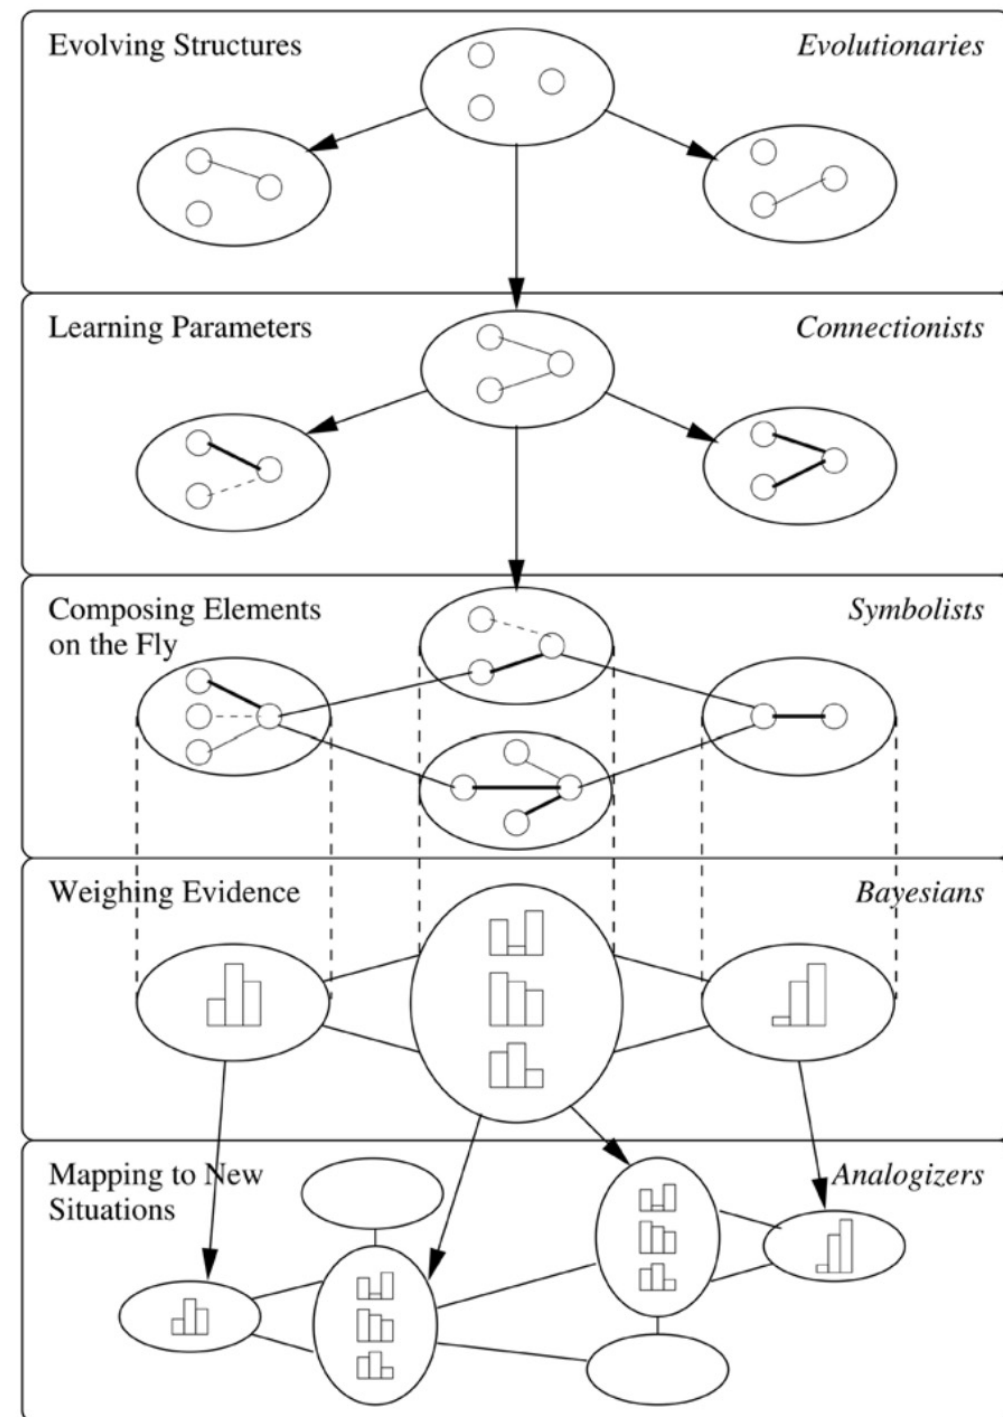 Evolving Structures
Evolutionaries
Learning Parameters
Connectionists
Composing Elements
on the Fly
Symbolists
Weighing Evidence
Bayesians
Mapping to New
Situations
Analogizers